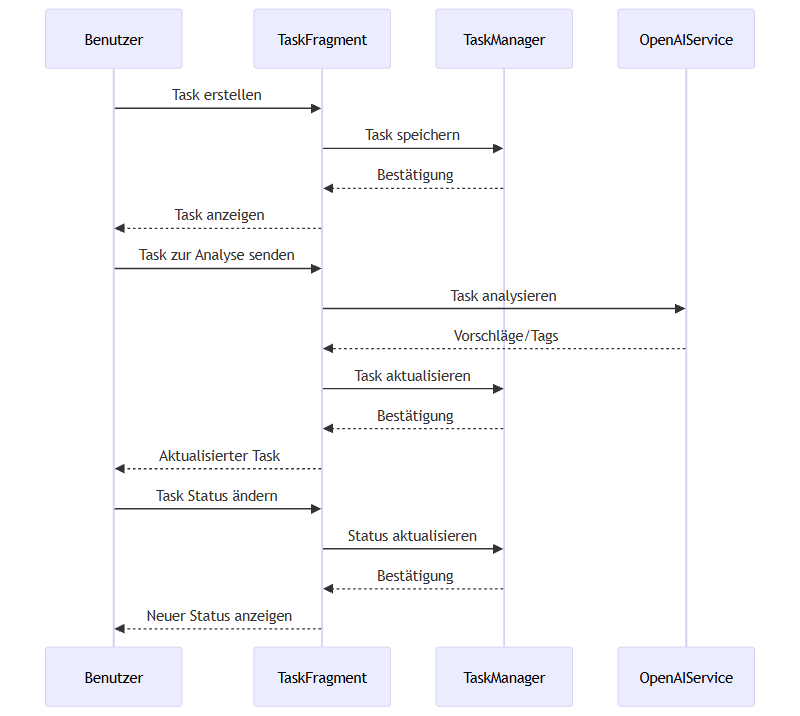 Benutzer
TaskFragment
TaskManager
OpenAIService
Task erstellen
Task speichern
Bestätigung
Task anzeigen
Task zur Analyse senden
Task analysieren
Vorschläge/Tags
Task aktualisieren
Bestätigung
Aktualisierter Task
Task Status ändern
Status aktualisieren
Bestätigung
Neuer Status anzeigen
Benutzer
TaskFragment
TaskManager
OpenAIService